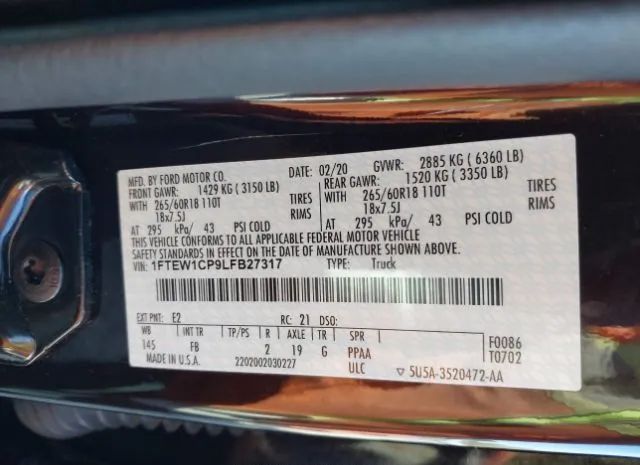 MFD. BY FORD MOTOR CO.
DATE: 02/20 GVWR: 2885 KG ( 6360 LB)
FRONT GAWR: 1429 KG ( 3150 LB) REAR GAWR: 1520 KG ( 3350 LB)
WITH 265/60R18 110T TIRES WITH 265/60R18 110T TIRES
18x7.5J RIMS 18x7.5J RIMS
AT 295 kPa/ 43 PSI COLD AT 295 kPa/ 43 PSI COLD
THIS VEHICLE CONFORMS TO ALL APPLICABLE FEDERAL MOTOR VEHICLE
SAFETY STANDARDS IN EFFECT ON THE DATE OF MANUFACTURE SHOWN ABOVE.
VIN: 1FTEW1CP9LFB27317 TYPE: Truck
EXT PNT: E2 RC: 21 DSO:
WB INT TR TP/PS R AXLE TR SPR F0086
145 FB 2 19 G PPAA T0702
MADE IN U.S.A. 2202002030227 ULC ▽ 5U5A-3520472-AA